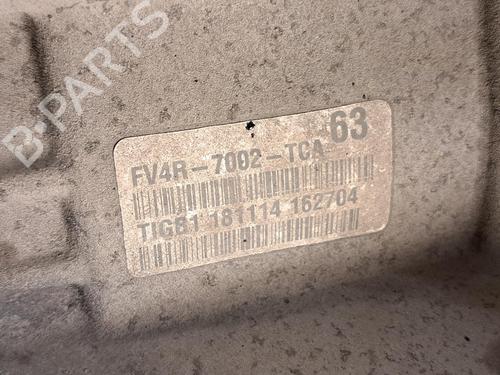 B-PARTS
63
FV4R-7002-TCA
TIGB1 181114 162704